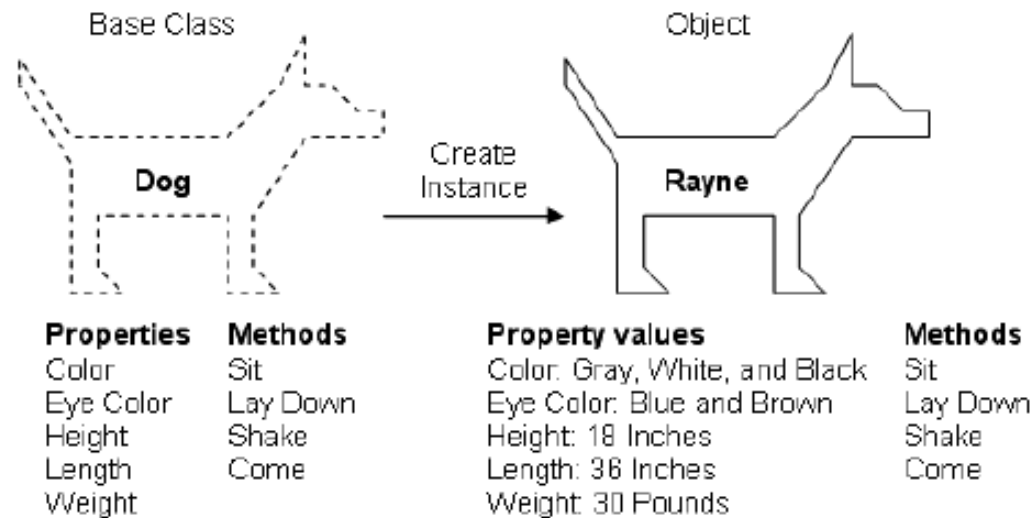 Base Class
Object
Dog
Create
Instance
Rayne
Properties Methods
Color Sit
Eye Color Lay Down
Height Shake
Length Come
Weight
Property values Methods
Color: Gray, White, and Black Sit
Eye Color: Blue and Brown Lay Down
Height: 18 Inches Shake
Length: 36 Inches Come
Weight: 30 Pounds